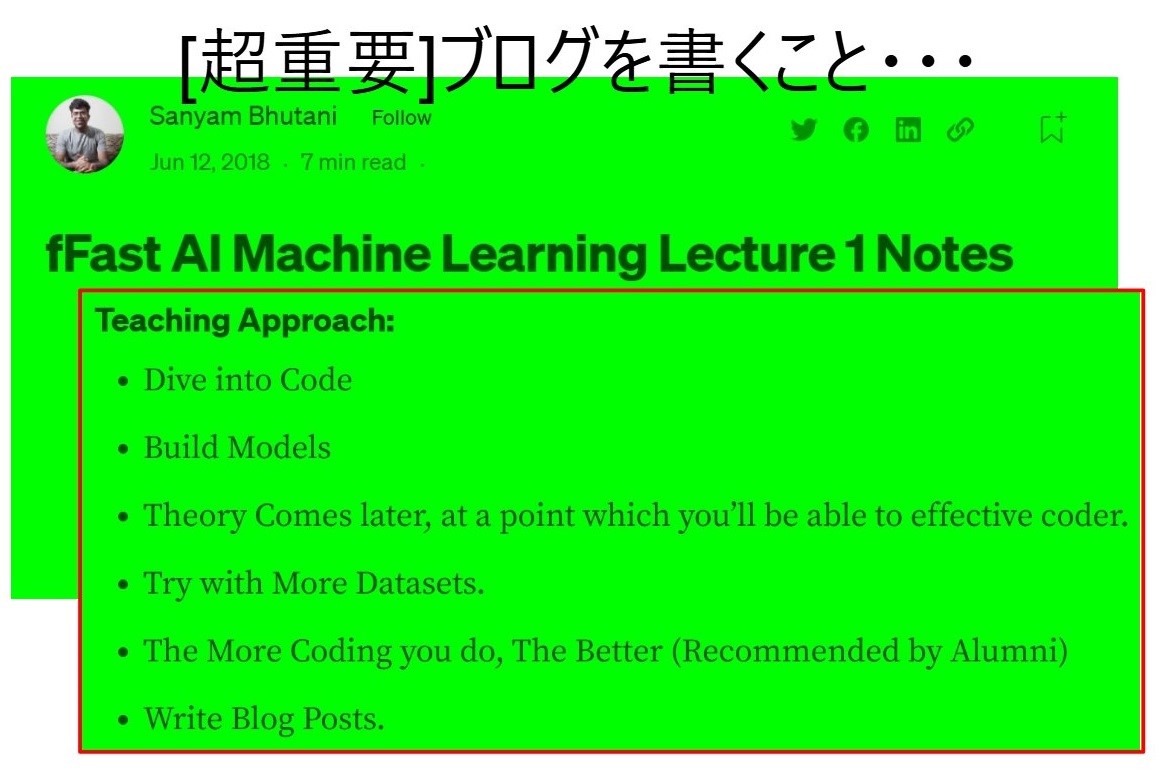 [超重要]ブログを書くこと・・・
Sanyam Bhutani Follow
Jun 12, 2018 · 7 min read ·
fFast AI Machine Learning Lecture 1 Notes
Teaching Approach:
• Dive into Code
• Build Models
• Theory Comes later, at a point which you’ll be able to effective coder.
• Try with More Datasets.
• The More Coding you do, The Better (Recommended by Alumni)
• Write Blog Posts.